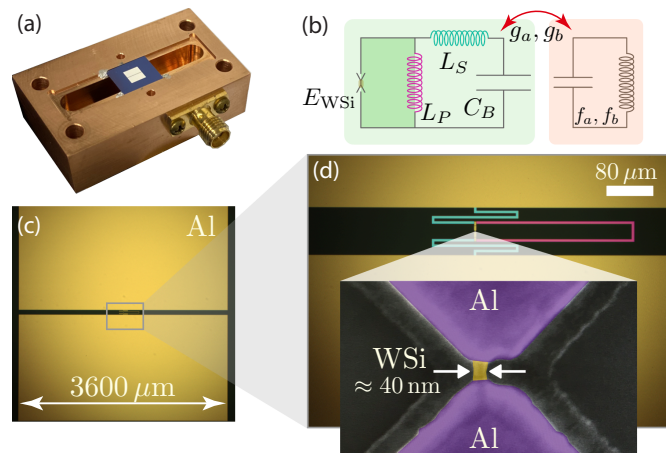 (a)
(b)
g_a, g_b
L_S
E_WSi
L_P
C_B
f_a, f_b
(c)
Al
3600 μm
(d)
80 μm
Al
WSi
≈ 40 nm
Al